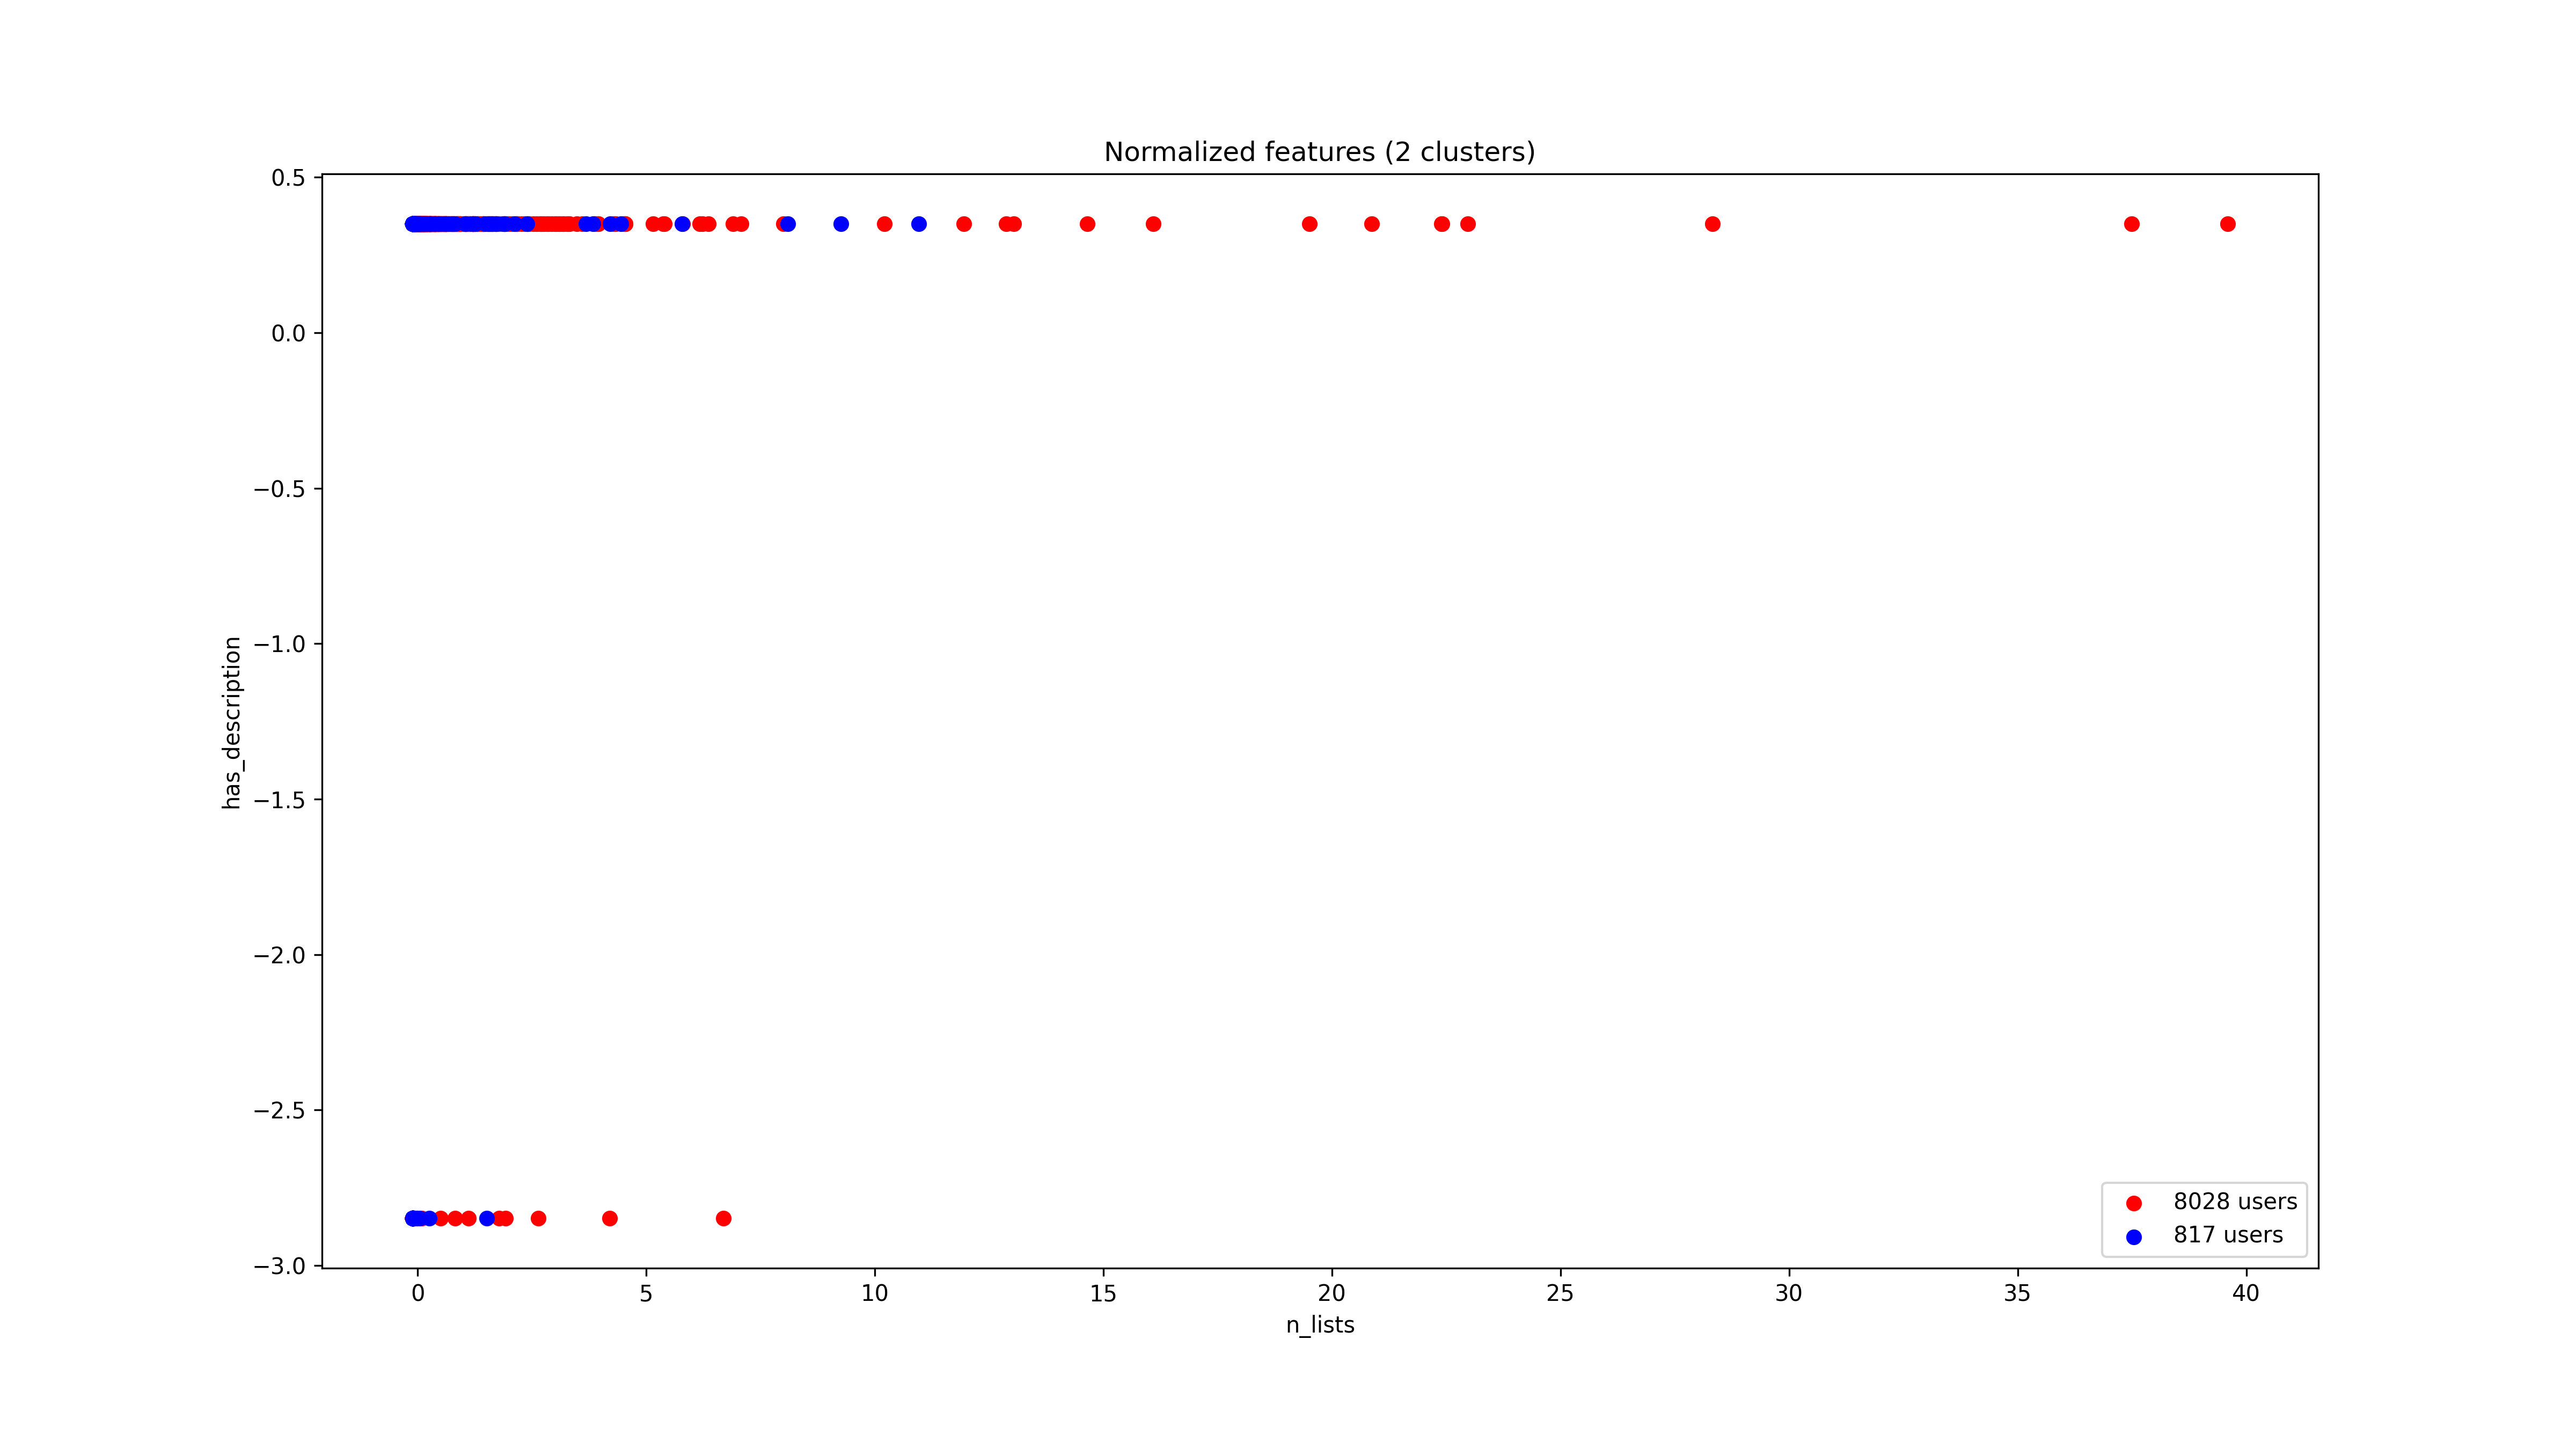 Normalized features (2 clusters)
0.5
0.0
−0.5
−1.0
−1.5
−2.0
−2.5
−3.0
has_description
0 5 10 15 20 25 30 35 40
n_lists
8028 users
817 users